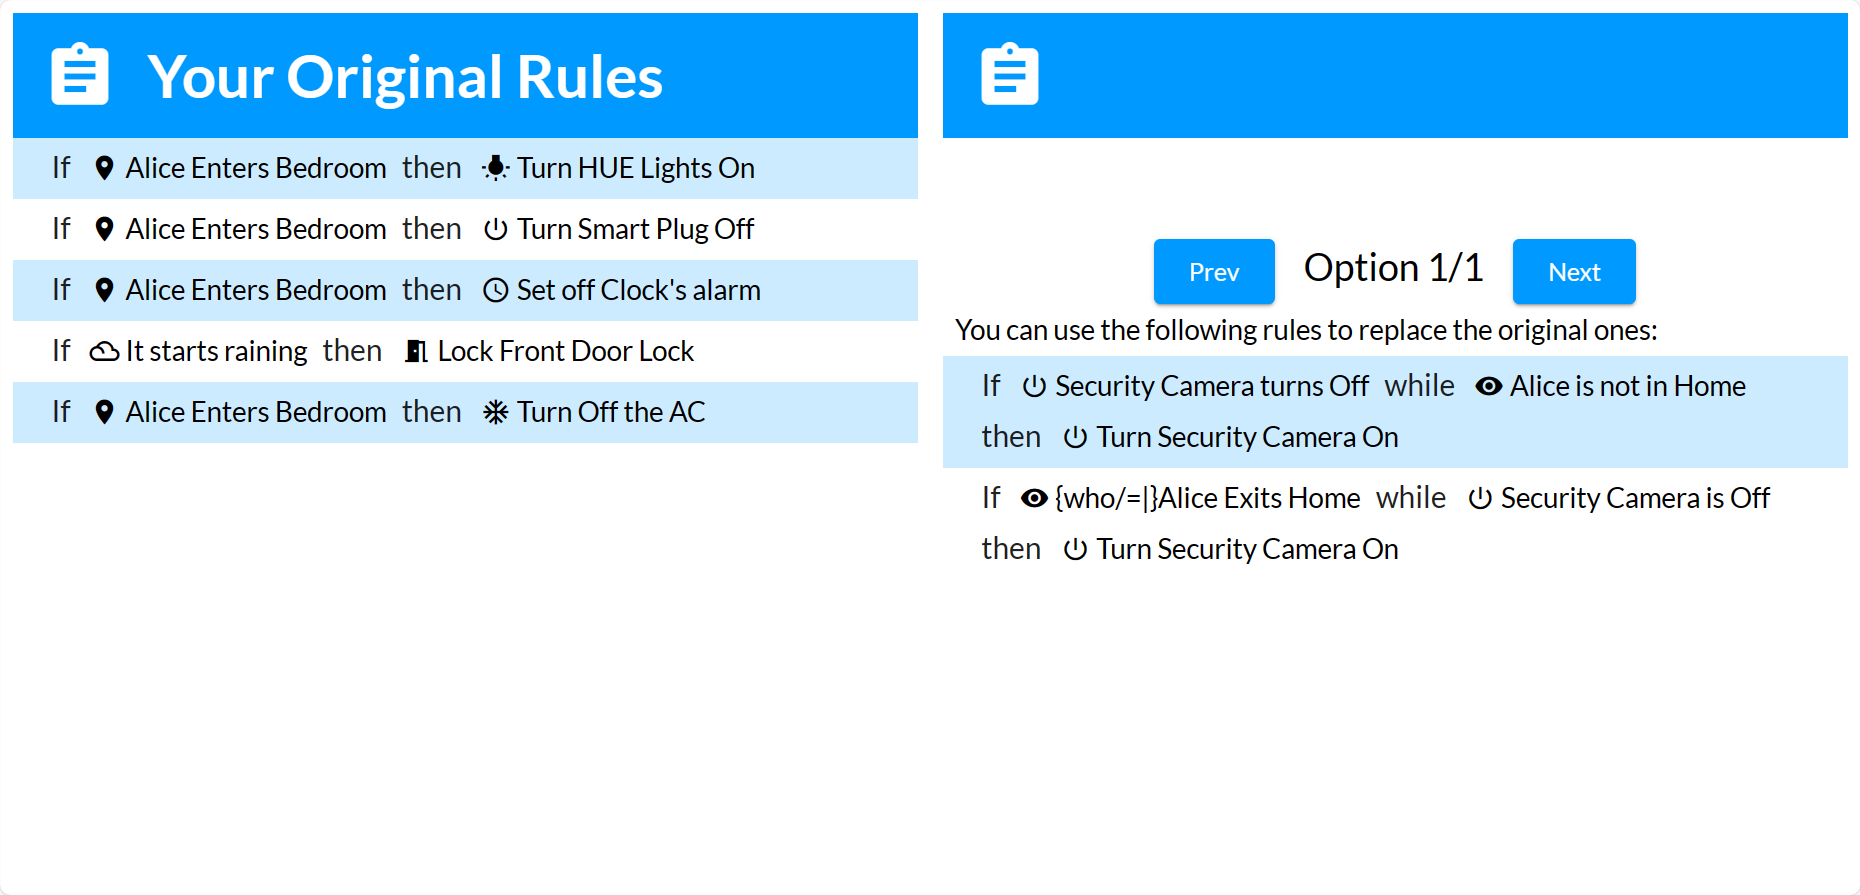 Your Original Rules
If Alice Enters Bedroom then Turn HUE Lights On
If Alice Enters Bedroom then Turn Smart Plug Off
If Alice Enters Bedroom then Set off Clock's alarm
If It starts raining then Lock Front Door Lock
If Alice Enters Bedroom then Turn Off the AC
Prev Option 1/1 Next
You can use the following rules to replace the original ones:
If Security Camera turns Off while Alice is not in Home
then Turn Security Camera On
If {who/=|}Alice Exits Home while Security Camera is Off
then Turn Security Camera On